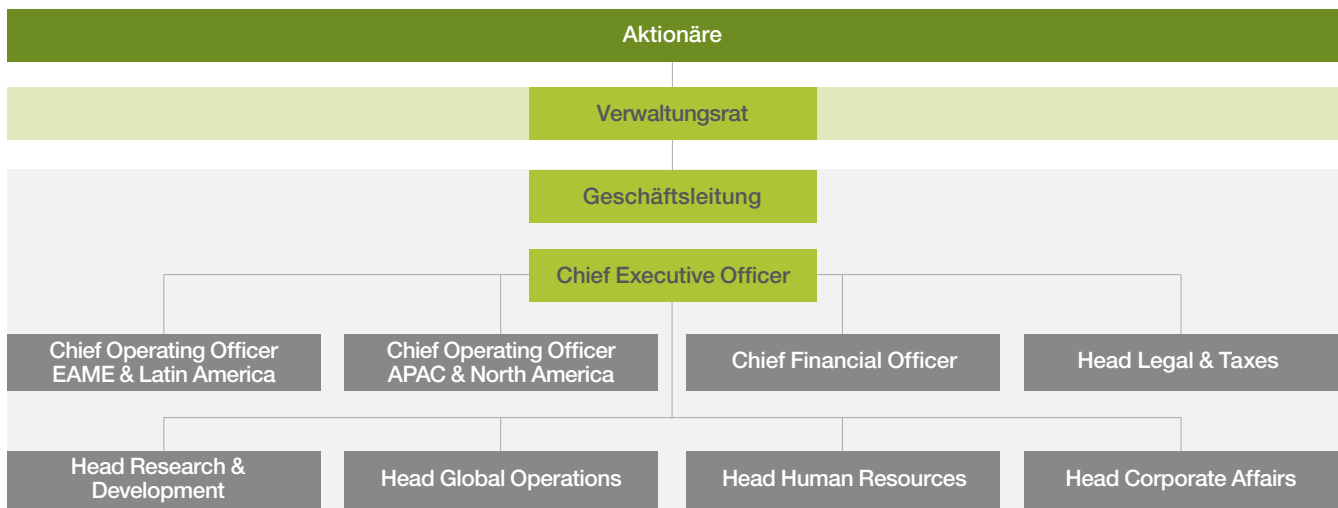 Aktionäre
Verwaltungsrat
Geschäftsleitung
Chief Executive Officer
Chief Operating Officer
EAME & Latin America
Chief Operating Officer
APAC & North America
Chief Financial Officer
Head Legal & Taxes
Head Research &
Development
Head Global Operations
Head Human Resources
Head Corporate Affairs